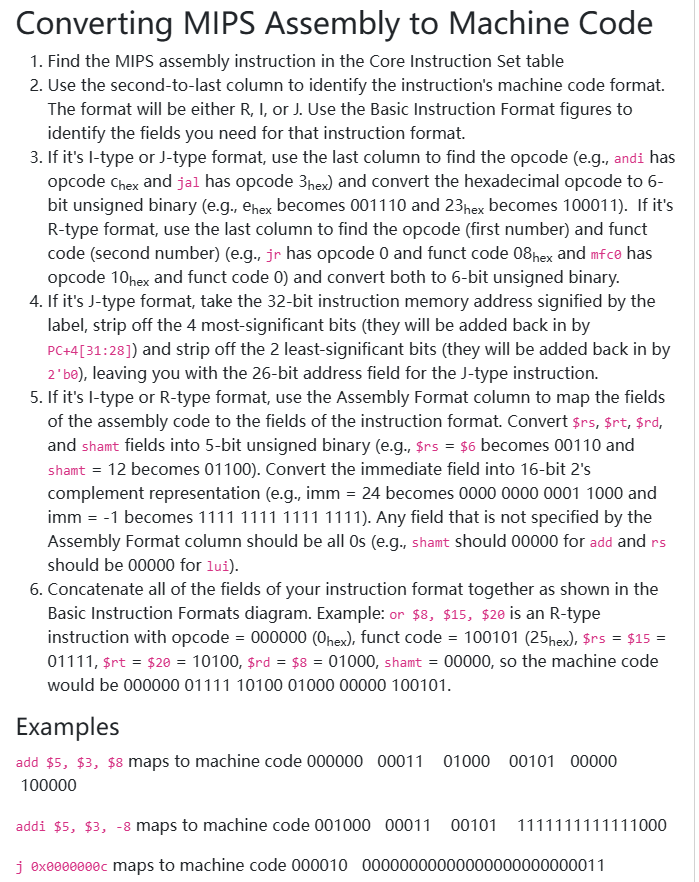 Converting MIPS Assembly to Machine Code
1. Find the MIPS assembly instruction in the Core Instruction Set table
2. Use the second-to-last column to identify the instruction's machine code format.
The format will be either R, I, or J. Use the Basic Instruction Format figures to
identify the fields you need for that instruction format.
3. If it's I-type or J-type format, use the last column to find the opcode (e.g., andi has
opcode chex and jal has opcode 3hex) and convert the hexadecimal opcode to 6-
bit unsigned binary (e.g., ehex becomes 001110 and 23hex becomes 100011). If it's
R-type format, use the last column to find the opcode (first number) and funct
code (second number) (e.g., jr has opcode 0 and funct code 08hex and mfc0 has
opcode 10hex and funct code 0) and convert both to 6-bit unsigned binary.
4. If it's J-type format, take the 32-bit instruction memory address signified by the
label, strip off the 4 most-significant bits (they will be added back in by
PC+4[31:28]) and strip off the 2 least-significant bits (they will be added back in by
2'b0), leaving you with the 26-bit address field for the J-type instruction.
5. If it's I-type or R-type format, use the Assembly Format column to map the fields
of the assembly code to the fields of the instruction format. Convert $rs, $rt, $rd,
and shamt fields into 5-bit unsigned binary (e.g., $rs = $6 becomes 00110 and
shamt = 12 becomes 01100). Convert the immediate field into 16-bit 2's
complement representation (e.g., imm = 24 becomes 0000 0000 0001 1000 and
imm = -1 becomes 1111 1111 1111 1111). Any field that is not specified by the
Assembly Format column should be all 0s (e.g., shamt should 00000 for add and rs
should be 00000 for lui).
6. Concatenate all of the fields of your instruction format together as shown in the
Basic Instruction Formats diagram. Example: or $8, $15, $20 is an R-type
instruction with opcode = 000000 (0hex), funct code = 100101 (25hex), $rs = $15 =
01111, $rt = $20 = 10100, $rd = $8 = 01000, shamt = 00000, so the machine code
would be 000000 01111 10100 01000 00000 100101.
Examples
add $5, $3, $8 maps to machine code 000000 00011 01000 00101 00000
100000
addi $5, $3, -8 maps to machine code 001000 00011 00101 1111111111111000
j 0x0000000c maps to machine code 000010 00000000000000000000000011